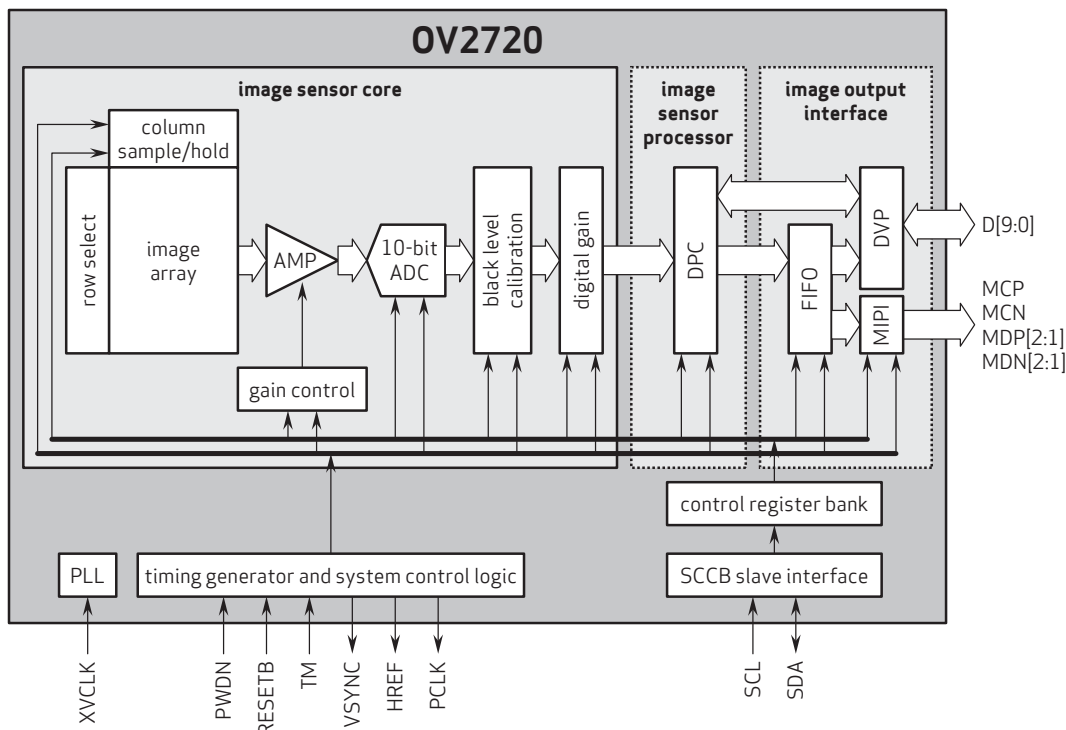 OV2720
image sensor core
image
sensor
processor
image output
interface
column
sample/hold
row select
image
array
AMP
10-bit
ADC
black level
calibration
digital gain
DPC
FIFO
DVP
MIPI
D[9:0]
MCP
MCN
MDP[2:1]
MDN[2:1]
gain control
control register bank
PLL
timing generator and system control logic
SCCB slave interface
XVCLK
PWDN
RESETB
TM
VSYNC
HREF
PCLK
SCL
SDA